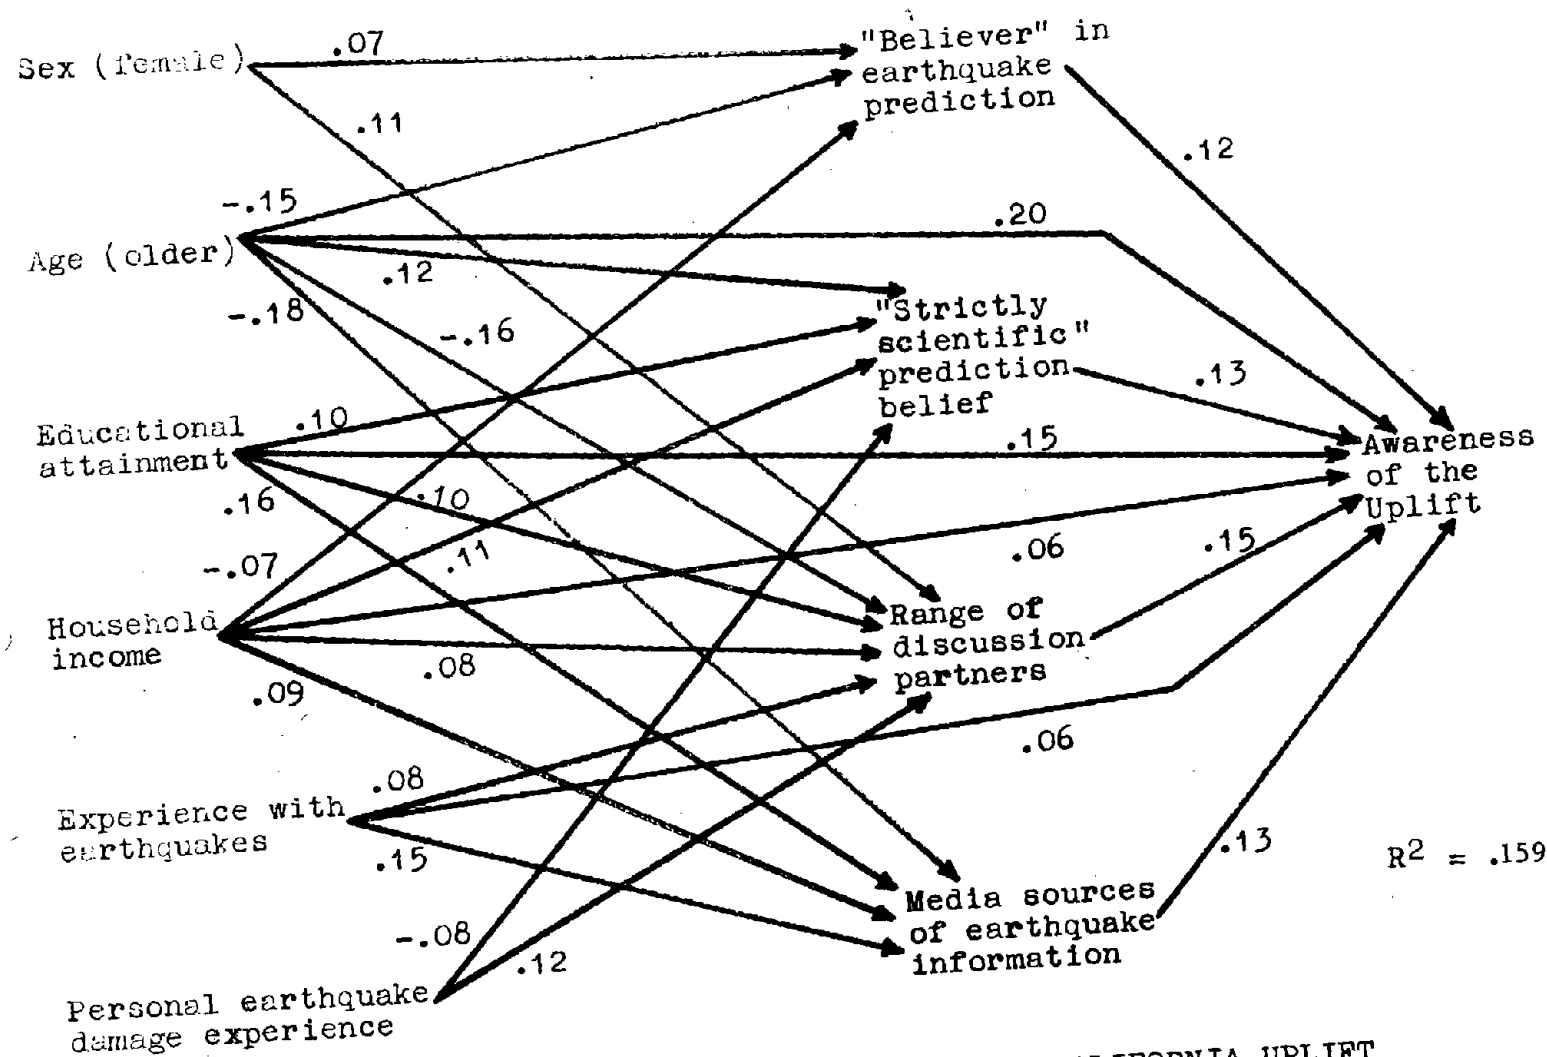 Sex (female)
.07
"Believer" in
earthquake
prediction
.11
.12
-.15
Age (older)
.20
.12
-.18
-.16
"Strictly
scientific"
prediction
belief
.13
Educational
attainment
.10
.15
Awareness
of the
Uplift
.16
.10
.11
-.07
.06
.15
Household
income
Range of
discussion
partners
.08
.09
.06
.08
Experience with
earthquakes
.15
.13
R² = .159
Media sources
of earthquake
information
-.08
.12
Personal earthquake
damage experience
UPLIFT